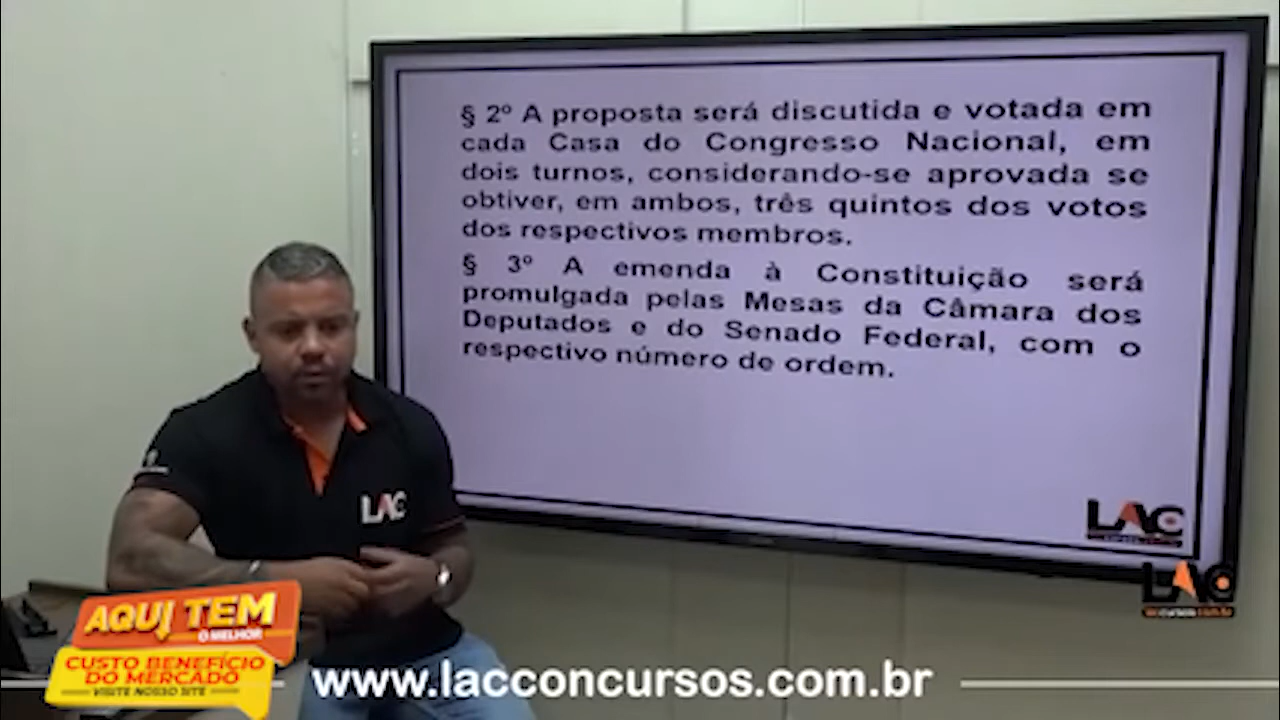 § 2º A proposta será discutida e votada em
cada Casa do Congresso Nacional, em
dois turnos, considerando-se aprovada se
obtiver, em ambos, três quintos dos votos
dos respectivos membros.
§ 3º A emenda à Constituição será
promulgada pelas Mesas da Câmara dos
Deputados e do Senado Federal, com o
respectivo número de ordem.
LAC
LAC
LAC
AQUI TEM
O MELHOR
CUSTO BENEFÍCIO
DO MERCADO
VISITE NOSSO SITE
www.lacconcursos.com.br